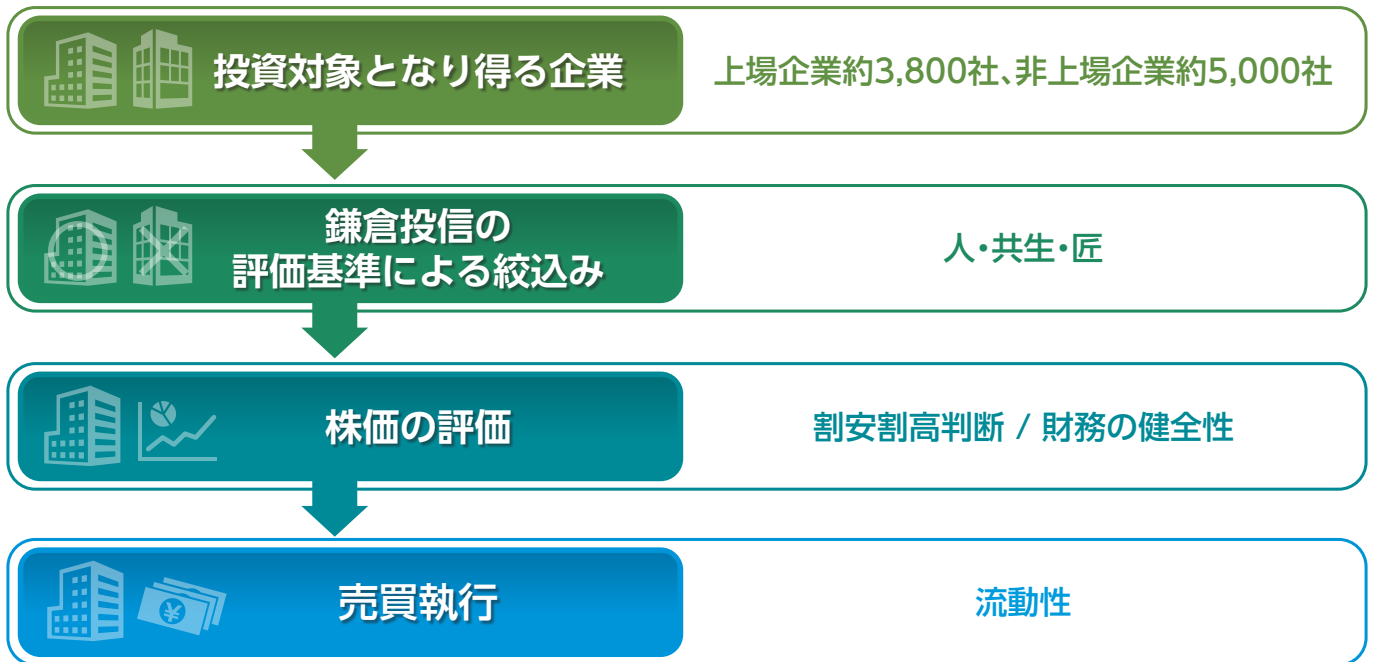 投資対象となり得る企業
上場企業約3,800社、非上場企業約5,000社
鎌倉投信の
評価基準による絞込み
人・共生・匠
株価の評価
割安割高判断 / 財務の健全性
売買執行
¥
流動性